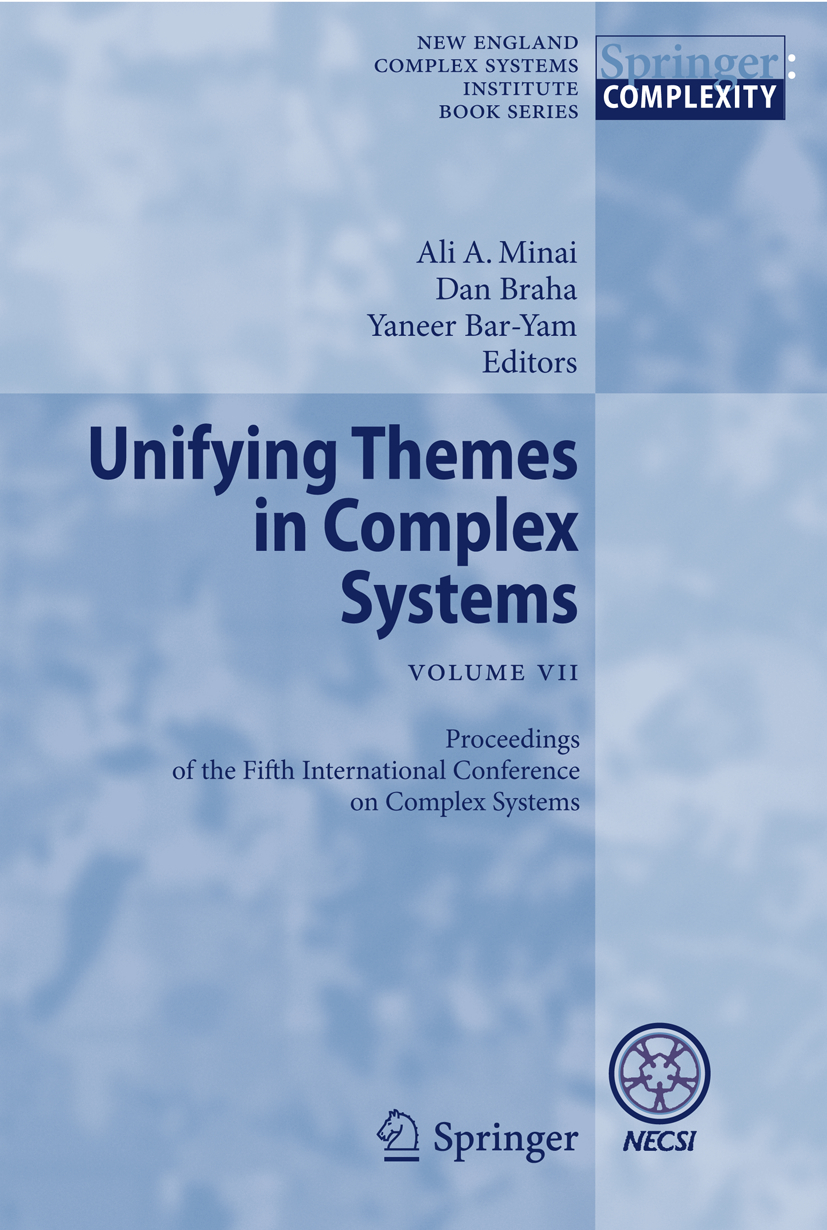 NEW ENGLAND
COMPLEX SYSTEMS
INSTITUTE
BOOK SERIES
Springer:
COMPLEXITY
Ali A. Minai
Dan Braha
Yaneer Bar-Yam
Editors
Unifying Themes
in Complex
Systems
VOLUME VII
Proceedings
of the Fifth International Conference
on Complex Systems
Springer
NECSI